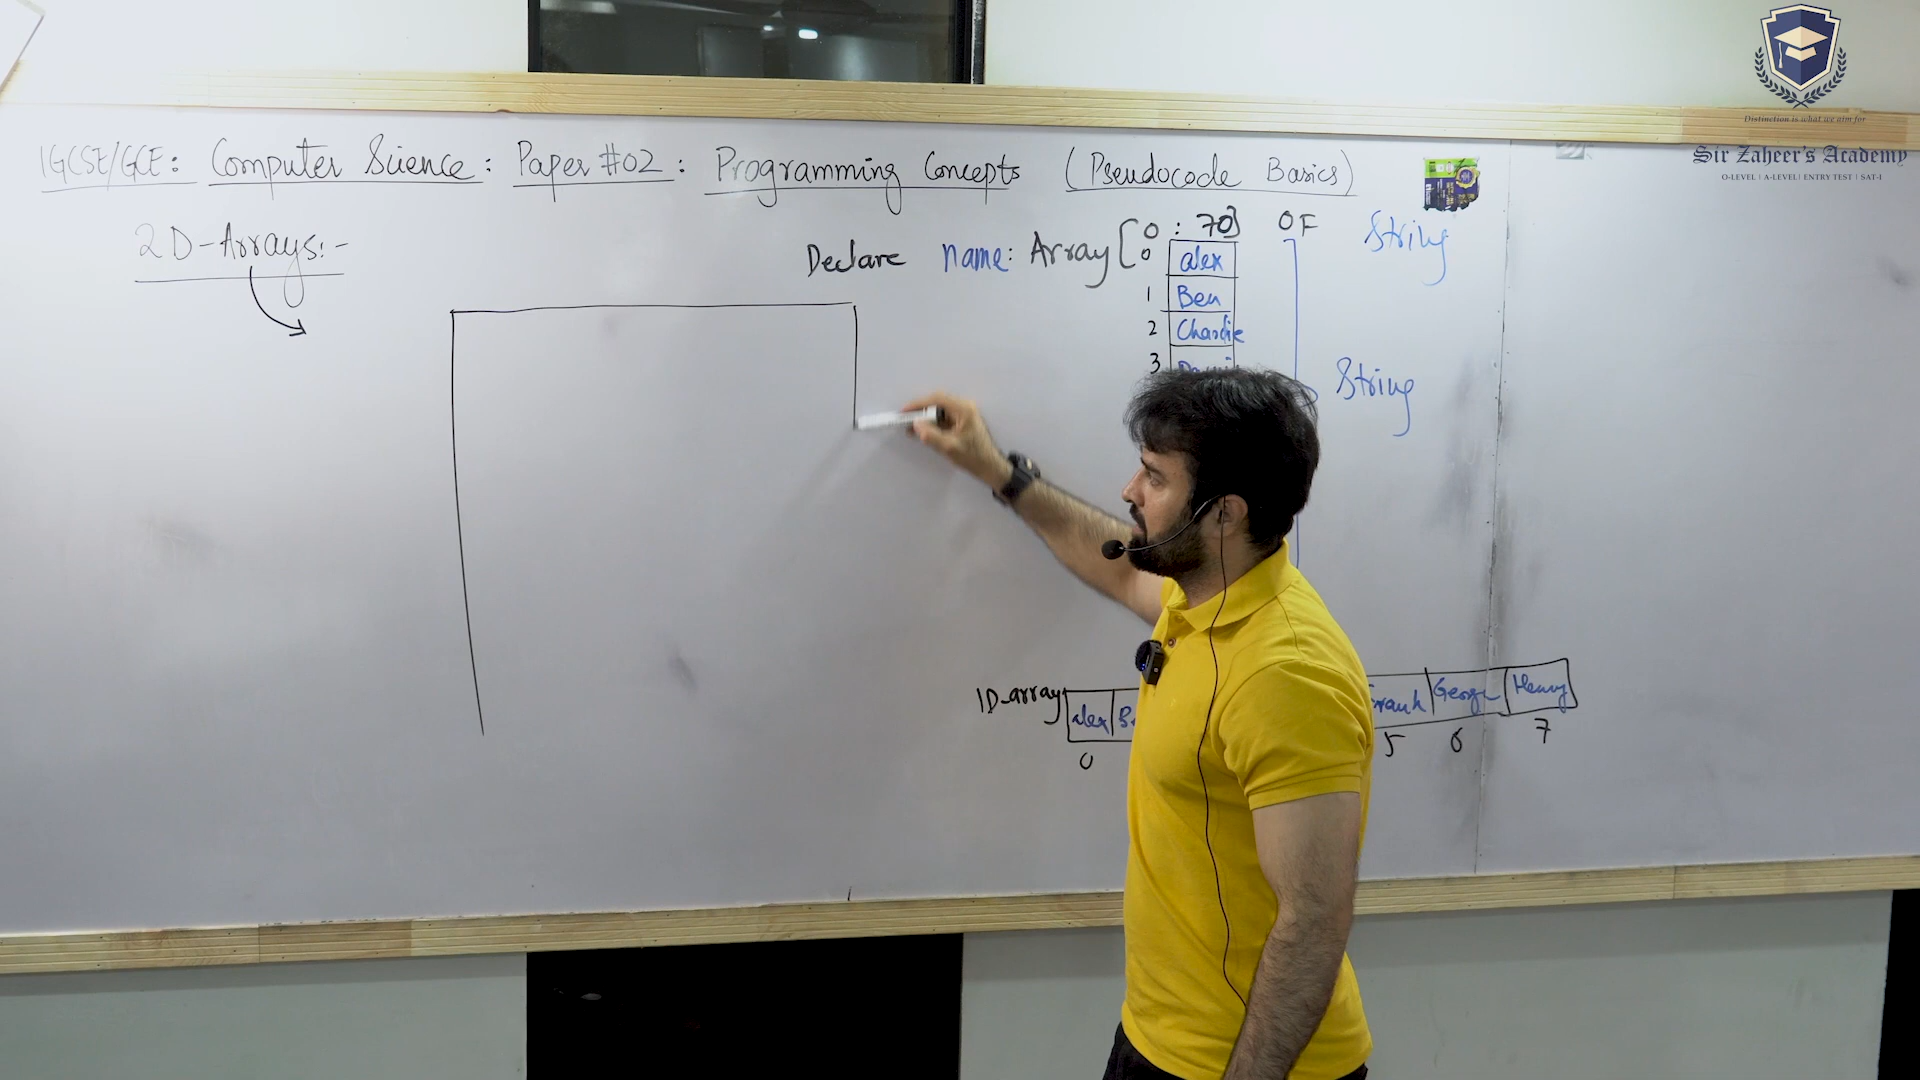 IGCSE/GCE: Computer Science: Paper #02: Programming Concepts (Pseudocode Basics)
2D-Arrays:-
Declare name: Array [0 : 70] OF String
0 alex
1 Ben
2 Charlie
3
String
1D-array
alex
George Henry
0 5 6 7
Distinction is what we aim for
Sir Zaheer's Academy
O-LEVEL | A-LEVEL | ENTRY TEST | SAT-I